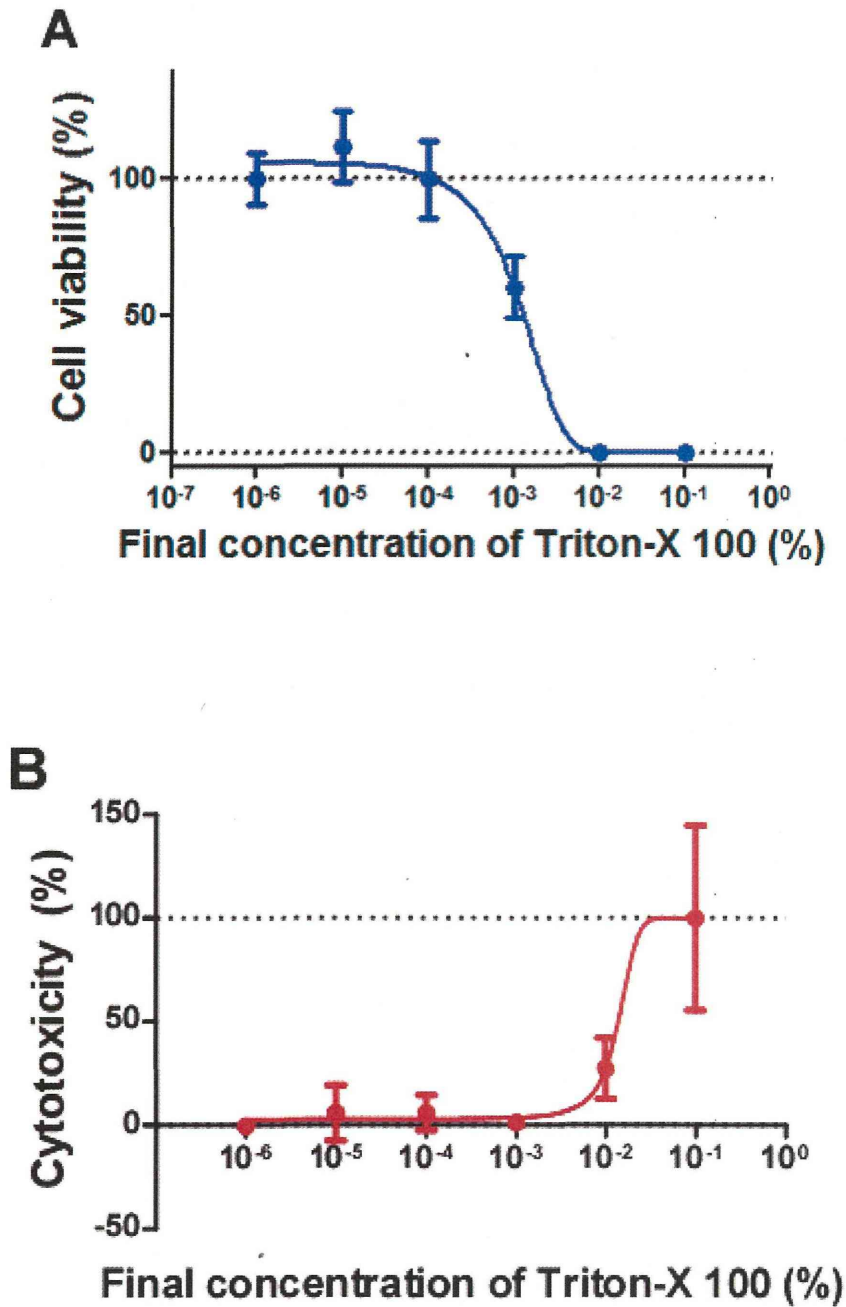 A
Cell viability (%)
100
50
0
10-7 10-6 10-5 10-4 10-3 10-2 10-1 100
Final concentration of Triton-X 100 (%)
B
Cytotoxicity (%)
150
100
50
0
-50
10-6 10-5 10-4 10-3 10-2 10-1 100
Final concentration of Triton-X 100 (%)